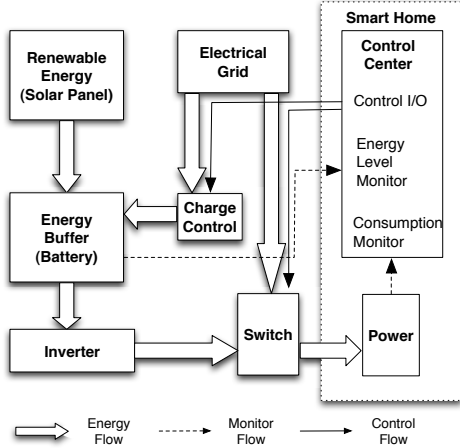 Smart Home
Renewable
Energy
(Solar Panel)
Electrical
Grid
Control
Center
Control I/O
Energy
Level
Monitor
Consumption
Monitor
Charge
Control
Energy
Buffer
(Battery)
Inverter
Switch
Power
Energy
Flow
Monitor
Flow
Control
Flow